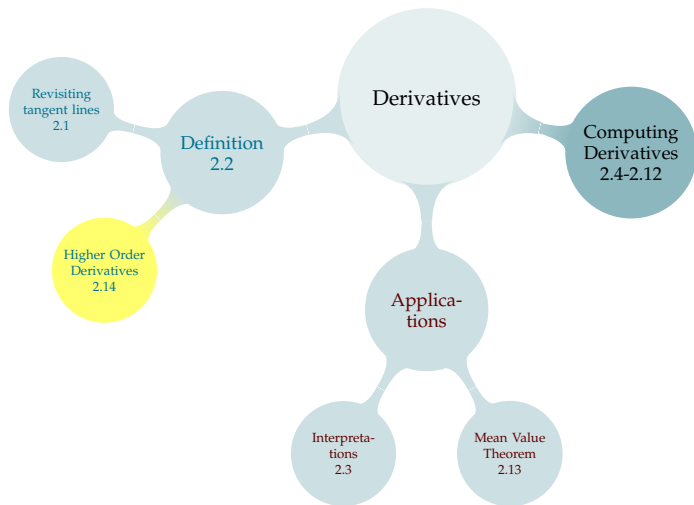 Derivatives
Revisiting
tangent lines
2.1
Definition
2.2
Computing
Derivatives
2.4-2.12
Higher Order
Derivatives
2.14
Applica-
tions
Interpreta-
tions
2.3
Mean Value
Theorem
2.13